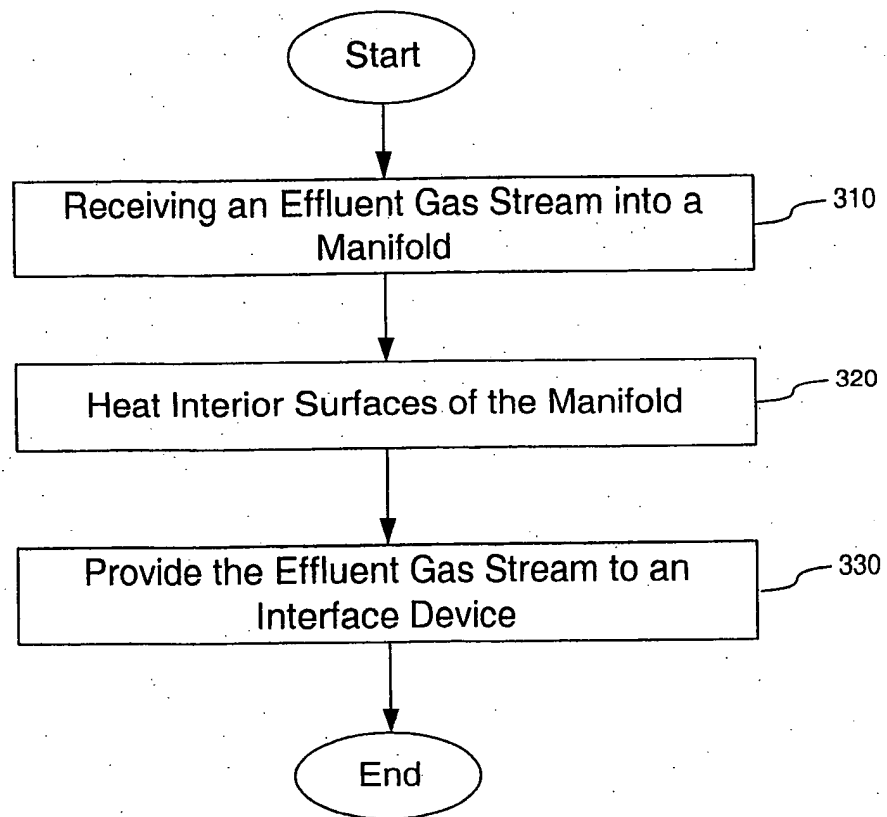 Start
Receiving an Effluent Gas Stream into a
Manifold
310
Heat Interior Surfaces of the Manifold
320
Provide the Effluent Gas Stream to an
Interface Device
330
End